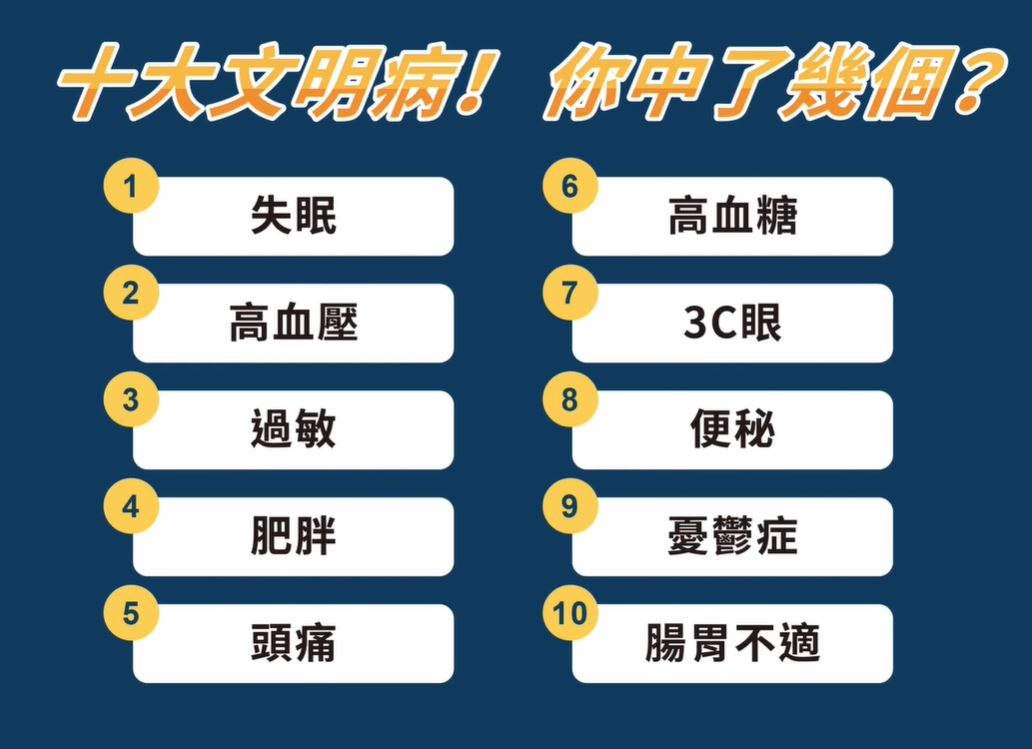 十大文明病！ 你中了幾個？
1 失眠
2 高血壓
3 過敏
4 肥胖
5 頭痛
6 高血糖
7 3C眼
8 便秘
9 憂鬱症
10 腸胃不適